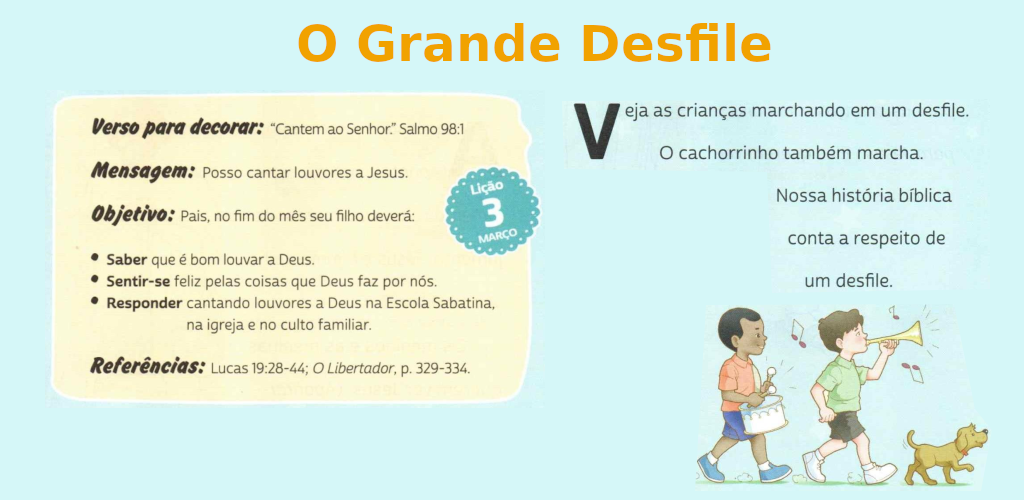 O Grande Desfile
Verso para decorar: “Cantem ao Senhor.” Salmo 98:1
Mensagem: Posso cantar louvores a Jesus.
Objetivo: Pais, no fim do mês seu filho deverá:
• Saber que é bom louvar a Deus.
• Sentir-se feliz pelas coisas que Deus faz por nós.
• Responder cantando louvores a Deus na Escola Sabatina,
na igreja e no culto familiar.
Referências: Lucas 19:28-44; O Libertador, p. 329-334.
Lição
3
MARÇO
Veja as crianças marchando em um desfile.
O cachorrinho também marcha.
Nossa história bíblica
conta a respeito de
um desfile.